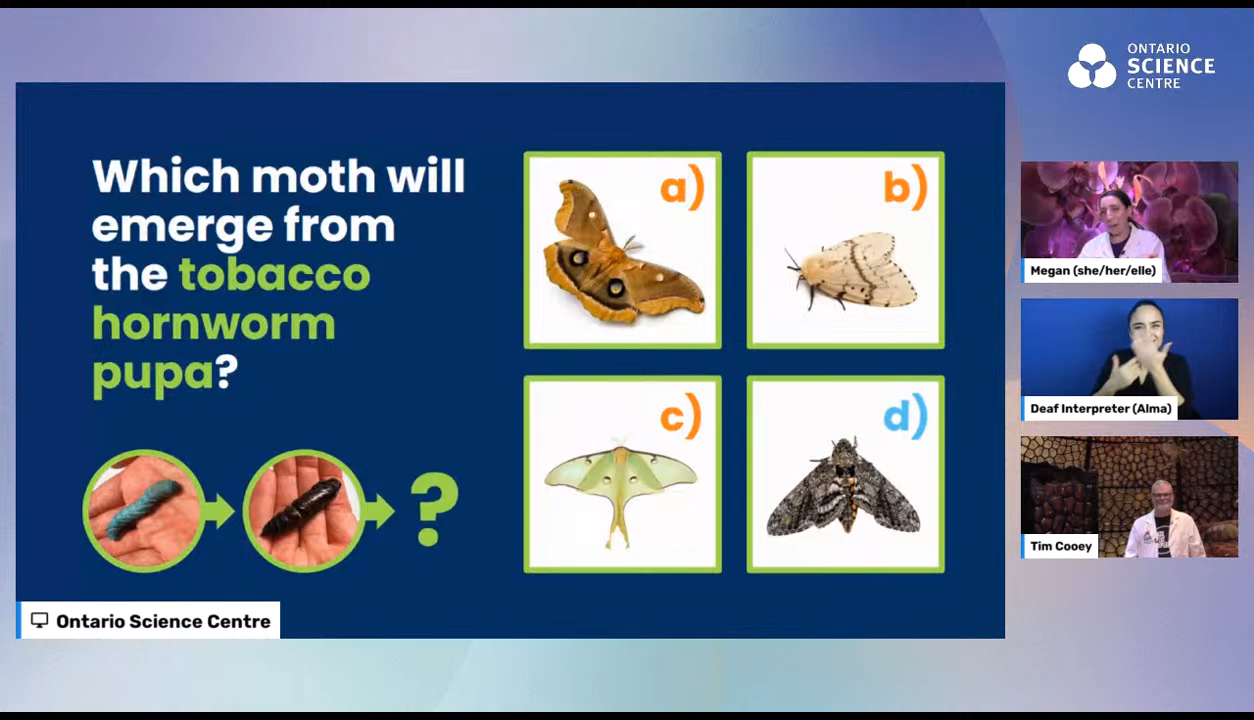 ONTARIO
SCIENCE
CENTRE
Which moth will
emerge from
the tobacco
hornworm
pupa?
a)
b)
c)
d)
?
Ontario Science Centre
Megan (she/her/elle)
Deaf Interpreter (Alma)
Tim Cooey